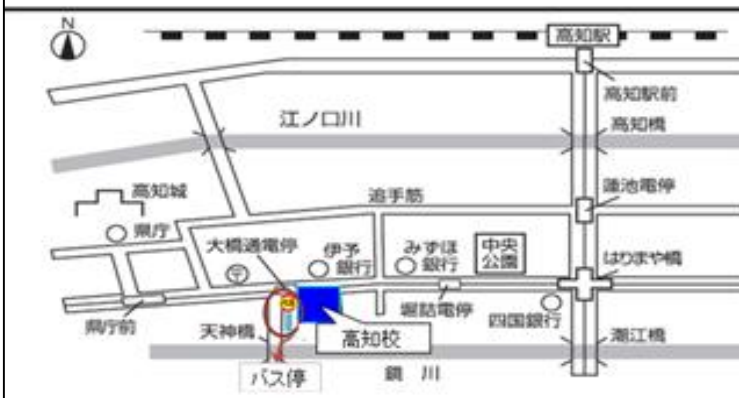 N
高知駅
高知駅前
江ノ口川
高知橋
高知城
追手筋
蓮池電停
県庁
大橋通電停
伊予
銀行
みずほ
銀行
中央
公園
はりまや橋
〒
県庁前
堀詰電停
四国銀行
天神橋
高知校
潮江橋
バス停
鏡川